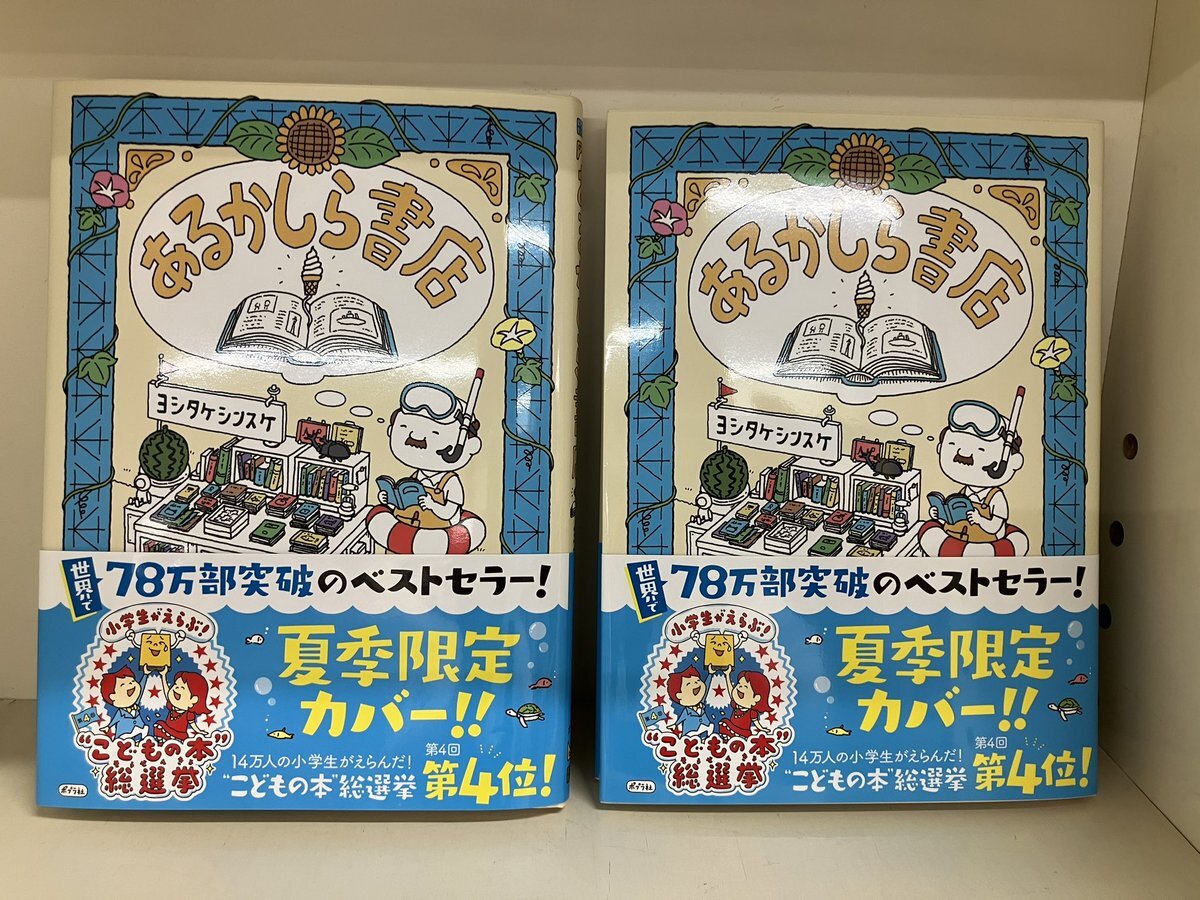 あるかしら書店
ヨシタケシンスケ
世界で
78万部突破のベストセラー!
小学生がえらぶ!
第4回
"こどもの本"
総選挙
夏季限定
カバー!!
14万人の小学生がえらんだ!
"こどもの本"総選挙
第4回
第4位!
ポプラ社
あるかしら書店
ヨシタケシンスケ
世界で
78万部突破のベストセラー!
小学生がえらぶ!
第4回
"こどもの本"
総選挙
夏季限定
カバー!!
14万人の小学生がえらんだ!
"こどもの本"総選挙
第4回
第4位!
ポプラ社